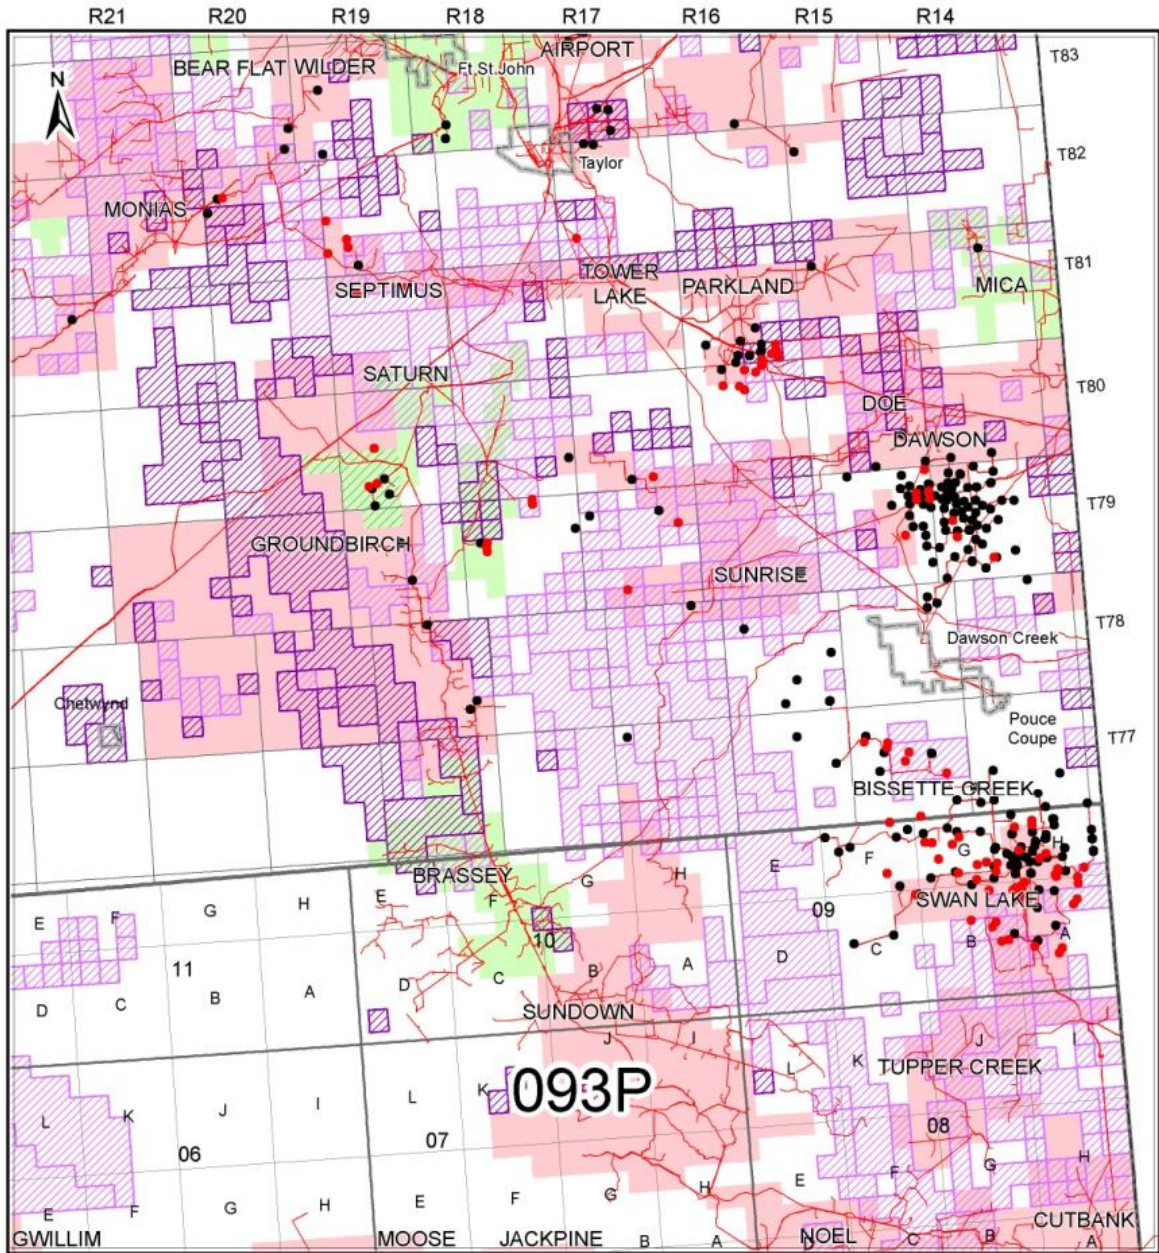 R21 R20 R19 R18 R17 R16 R15 R14
AIRPORT
T83
BEAR FLAT WILDER
Ft.St.John
N
Taylor
T82
MONIAS
T81
TOWER
LAKE
PARKLAND
MICA
SEPTIMUS
SATURN
T80
DOE
DAWSON
T79
GROUNDBIRCH
SUNRISE
T78
Dawson Creek
Chetwynd
Pouce
Coupe
T77
BISSETTE CREEK
H
E F G
BRASSEY
G H
SWAN LAKE
E F G H E F
09
10
11
D C B A D C B A D C B A
SUNDOWN
J I
J I
TUPPER CREEK
L K
093P
L K J I L K
08
06
07
G H
E F
E F G H E F G H
CUTBANK
GWILLIM
MOOSE
JACKPINE
B A
NOEL
D C B A